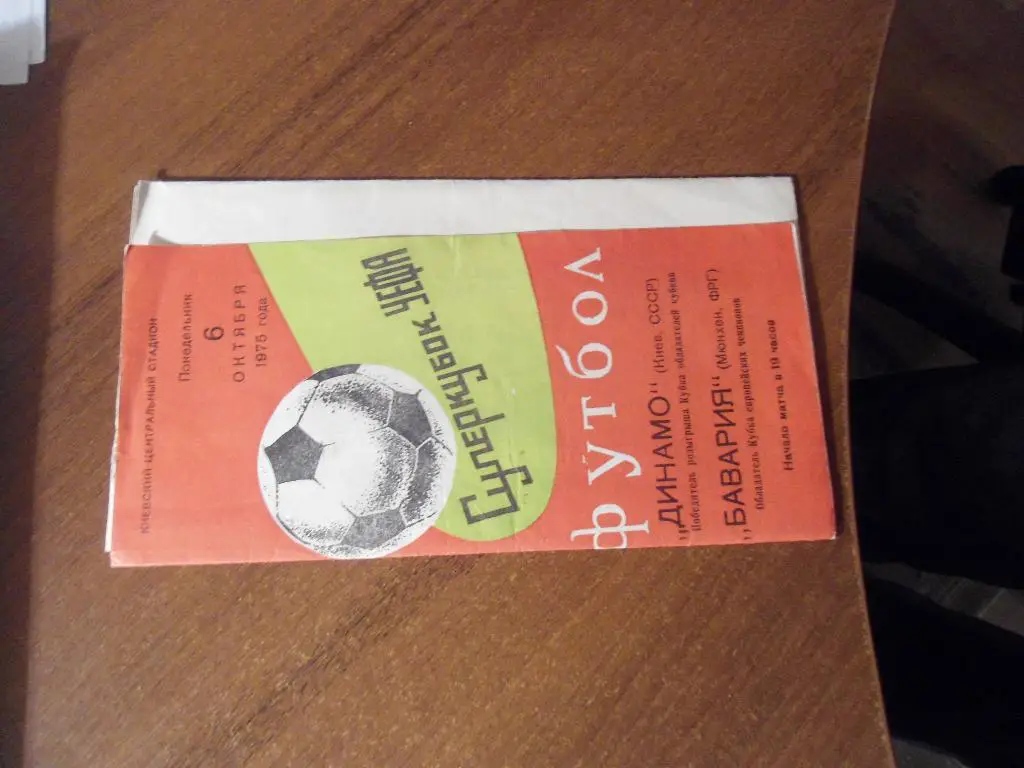 КИЕВСКИЙ ЦЕНТРАЛЬНЫЙ СТАДИОН
Понедельник
6
ОКТЯБРЯ
1975 года
Суперкубок УЕФА
футбол
„ДИНАМО“ (Киев, СССР)
Победитель розыгрыша Кубка обладателей кубков
„БАВАРИЯ“ (Мюнхен, ФРГ)
Обладатель Кубка европейских чемпионов
Начало матча в 19 часов